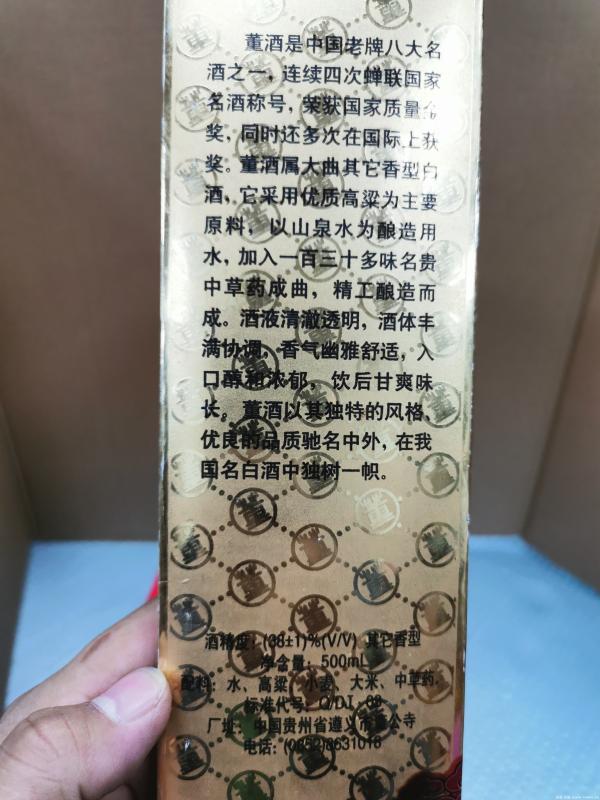 董酒是中国老牌八大名
酒之一，连续四次蝉联国家
名酒称号，荣获国家质量金
奖，同时还多次在国际上获
奖。董酒属大曲其它香型白
酒，它采用优质高粱为主要
原料，以山泉水为酿造用
水，加入一百三十多味名贵
中草药成曲，精工酿造而
成。酒液清澈透明，酒体丰
满协调，香气幽雅舒适，入
口醇和浓郁，饮后甘爽味
长。董酒以其独特的风格、
优良的品质驰名中外，在我
国名白酒中独树一帜。
酒精度：(38±1)%(V/V) 其它香型
净含量：500mL
配料：水、高粱、小麦、大米、中草药。
标准代号：Q/DJ
厂址：中国贵州省遵义市董公寺
电话：(0852)8631018